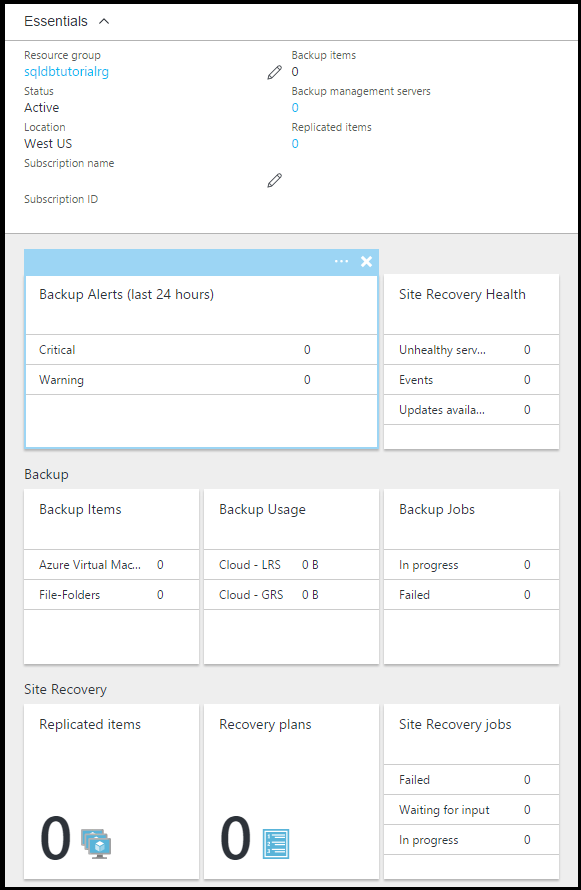 Essentials
Resource group
sqldbtutorialrg
Status
Active
Location
West US
Subscription name
Subscription ID
Backup items
0
Backup management servers
0
Replicated items
0
Backup Alerts (last 24 hours)
Critical 0
Warning 0
Site Recovery Health
Unhealthy serv... 0
Events 0
Updates availa... 0
Backup
Backup Items
Azure Virtual Mac... 0
File-Folders 0
Backup Usage
Cloud - LRS 0 B
Cloud - GRS 0 B
Backup Jobs
In progress 0
Failed 0
Site Recovery
Replicated items
0
Recovery plans
0
Site Recovery jobs
Failed 0
Waiting for input 0
In progress 0